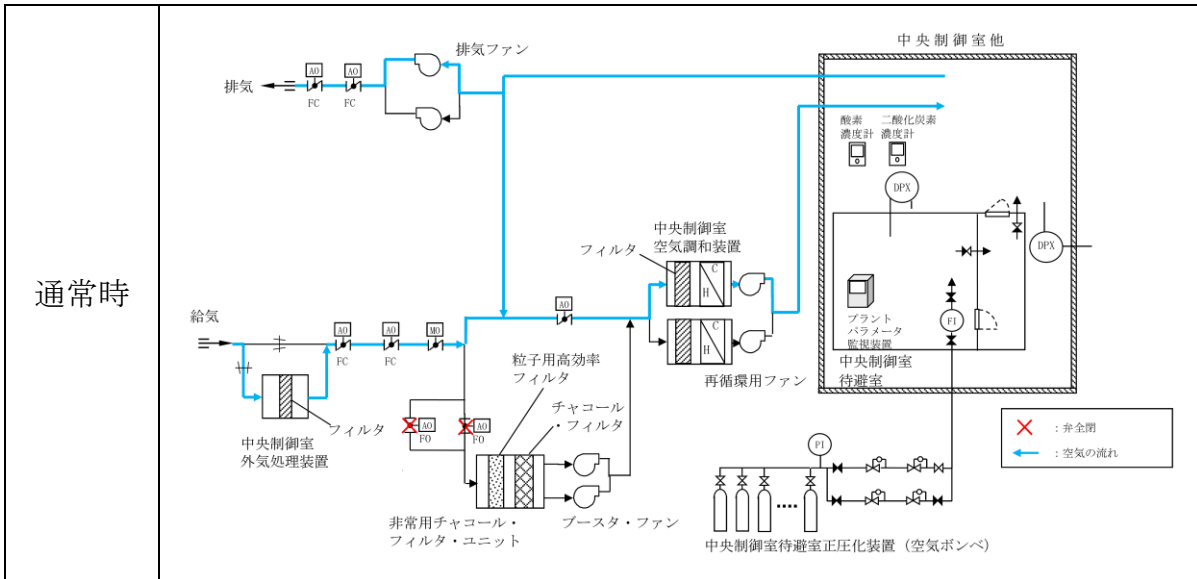 通常時
中央制御室他
排気ファン
AO
AO
排気
FC
FC
酸素
濃度計
二酸化炭素
濃度計
DPX
DPX
中央制御室
空気調和装置
フィルタ
C
H
C
H
再循環用ファン
給気
AO
AO
MO
AO
FC
FC
プラント
パラメータ
監視装置
FI
中央制御室
待避室
粒子用高効率
フィルタ
チャコール
・フィルタ
フィルタ
中央制御室
外気処理装置
AO
FO
AO
FO
非常用チャコール・
フィルタ・ユニット
ブースタ・ファン
PI
中央制御室待避室正圧化装置（空気ボンベ）
：弁全閉
：空気の流れ